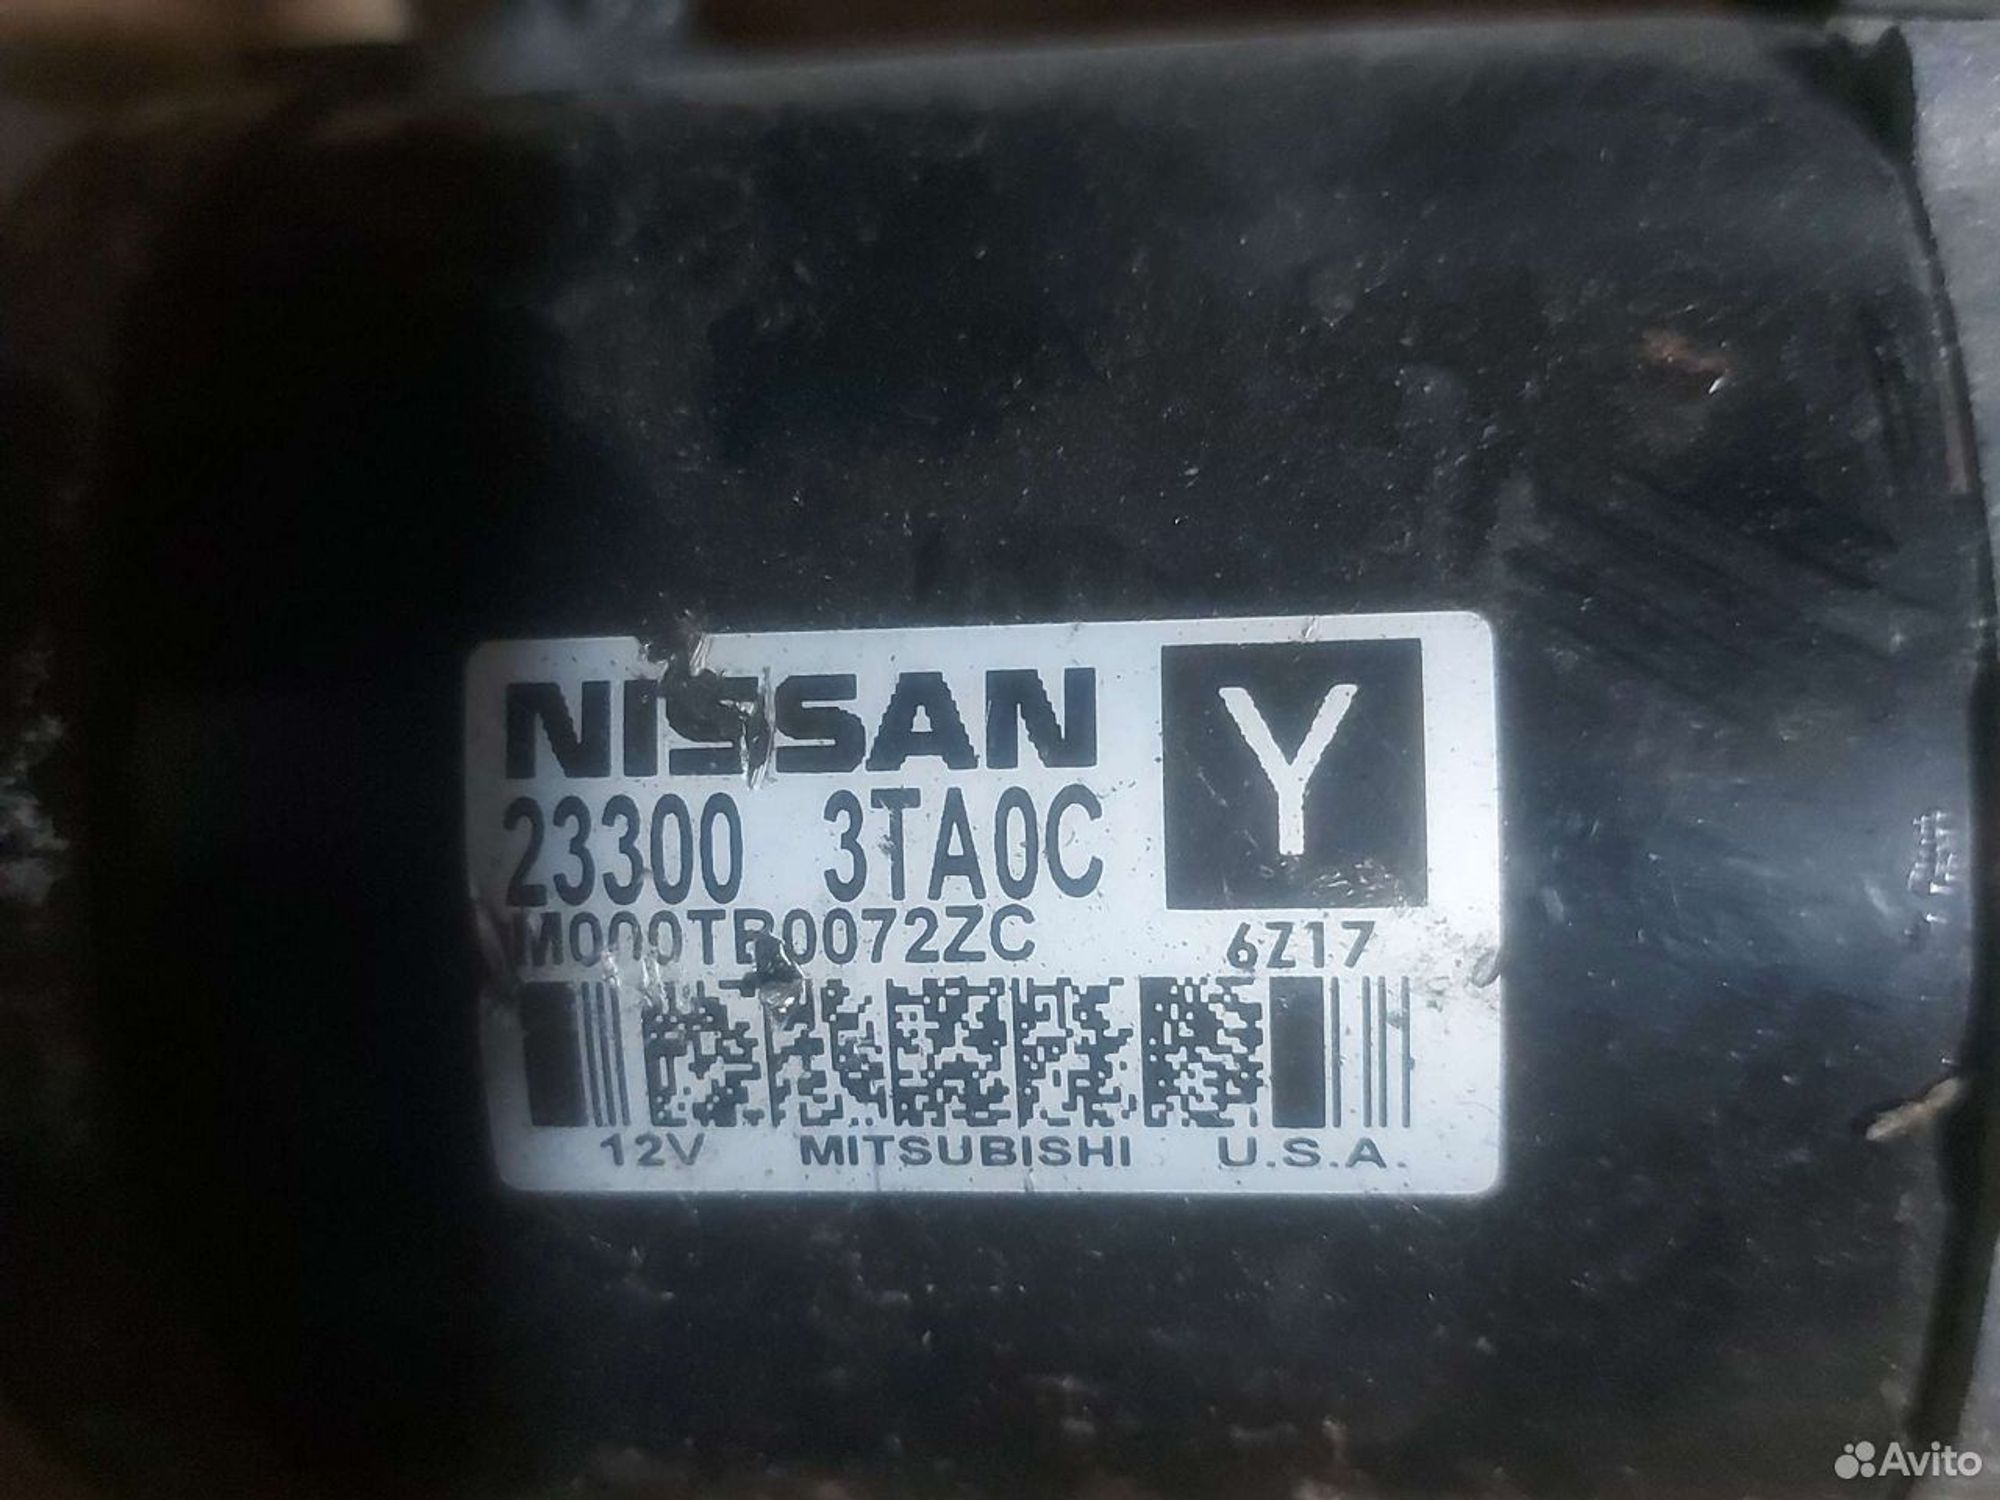 NISSAN
Y
23300 3TA0C
M000TB0072ZC
6Z17
12V MITSUBISHI U.S.A.
Avito